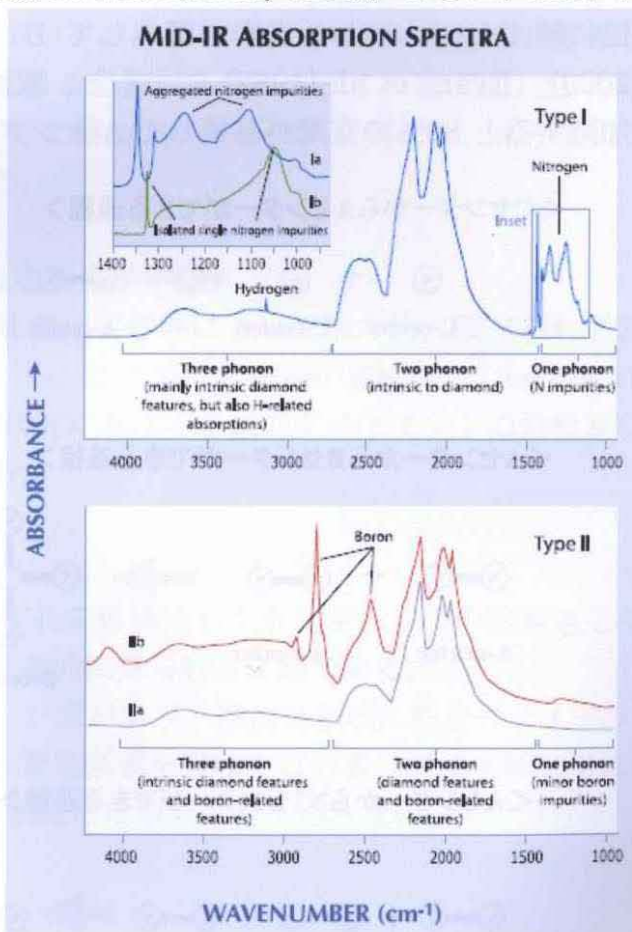 MID-IR ABSORPTION SPECTRA
Aggregated nitrogen impurities
Ia
Ib
Isolated single nitrogen impurities
1400 1300 1200 1100 1000
Type I
Nitrogen
Inset
Hydrogen
Three phonon
(mainly intrinsic diamond
features, but also H-related
absorptions)
Two phonon
(intrinsic to diamond)
One phonon
(N impurities)
4000 3500 3000 2500 2000 1500 1000
ABSORBANCE →
Boron
Type II
IIb
IIa
Three phonon
(intrinsic diamond features
and boron-related
features)
Two phonon
(diamond features
and boron-related
features)
One phonon
(minor boron
impurities)
4000 3500 3000 2500 2000 1500 1000
WAVENUMBER (cm-1)